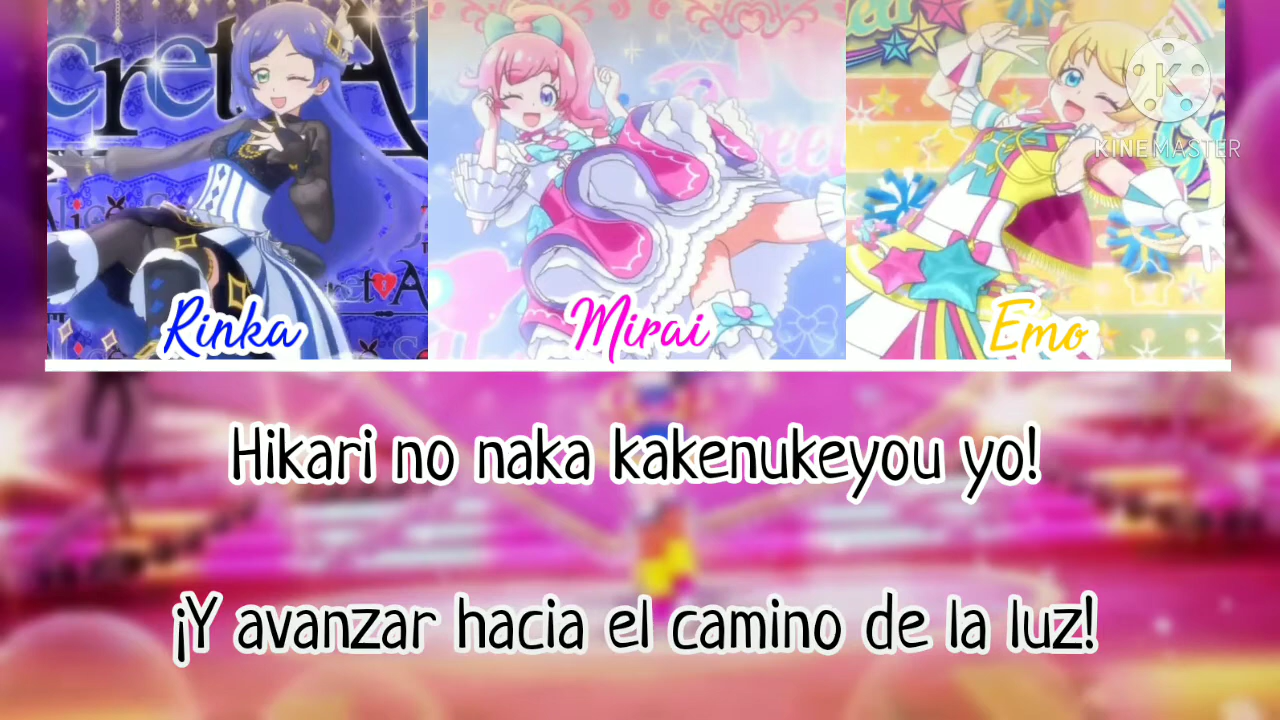 K
KINEMASTER
Rinka
Mirai
Emo
Hikari no naka kakenukeyou yo!
¡Y avanzar hacia el camino de la luz!